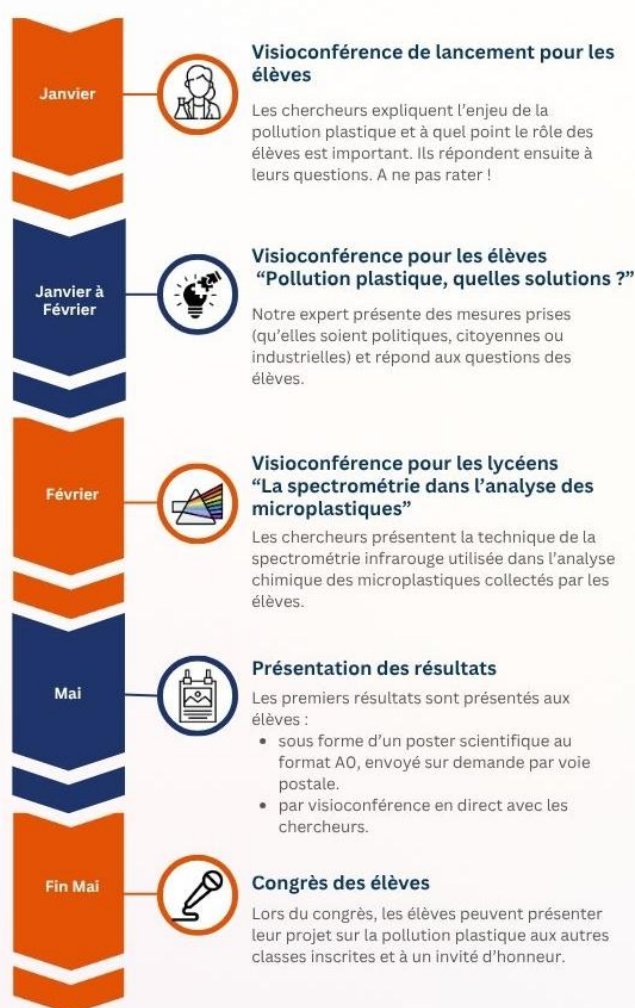 Janvier
Visioconférence de lancement pour les
élèves
Les chercheurs expliquent l'enjeu de la
pollution plastique et à quel point le rôle des
élèves est important. Ils répondent ensuite à
leurs questions. A ne pas rater !
Janvier à
Février
Visioconférence pour les élèves
“Pollution plastique, quelles solutions ?”
Notre expert présente des mesures prises
(qu'elles soient politiques, citoyennes ou
industrielles) et répond aux questions des
élèves.
Février
Visioconférence pour les lycéens
“La spectrométrie dans l'analyse des
microplastiques”
Les chercheurs présentent la technique de la
spectrométrie infrarouge utilisée dans l'analyse
chimique des microplastiques collectés par les
élèves.
Mai
Présentation des résultats
Les premiers résultats sont présentés aux
élèves :
• sous forme d'un poster scientifique au
format A0, envoyé sur demande par voie
postale.
• par visioconférence en direct avec les
chercheurs.
Fin Mai
Congrès des élèves
Lors du congrès, les élèves peuvent présenter
leur projet sur la pollution plastique aux autres
classes inscrites et à un invité d'honneur.